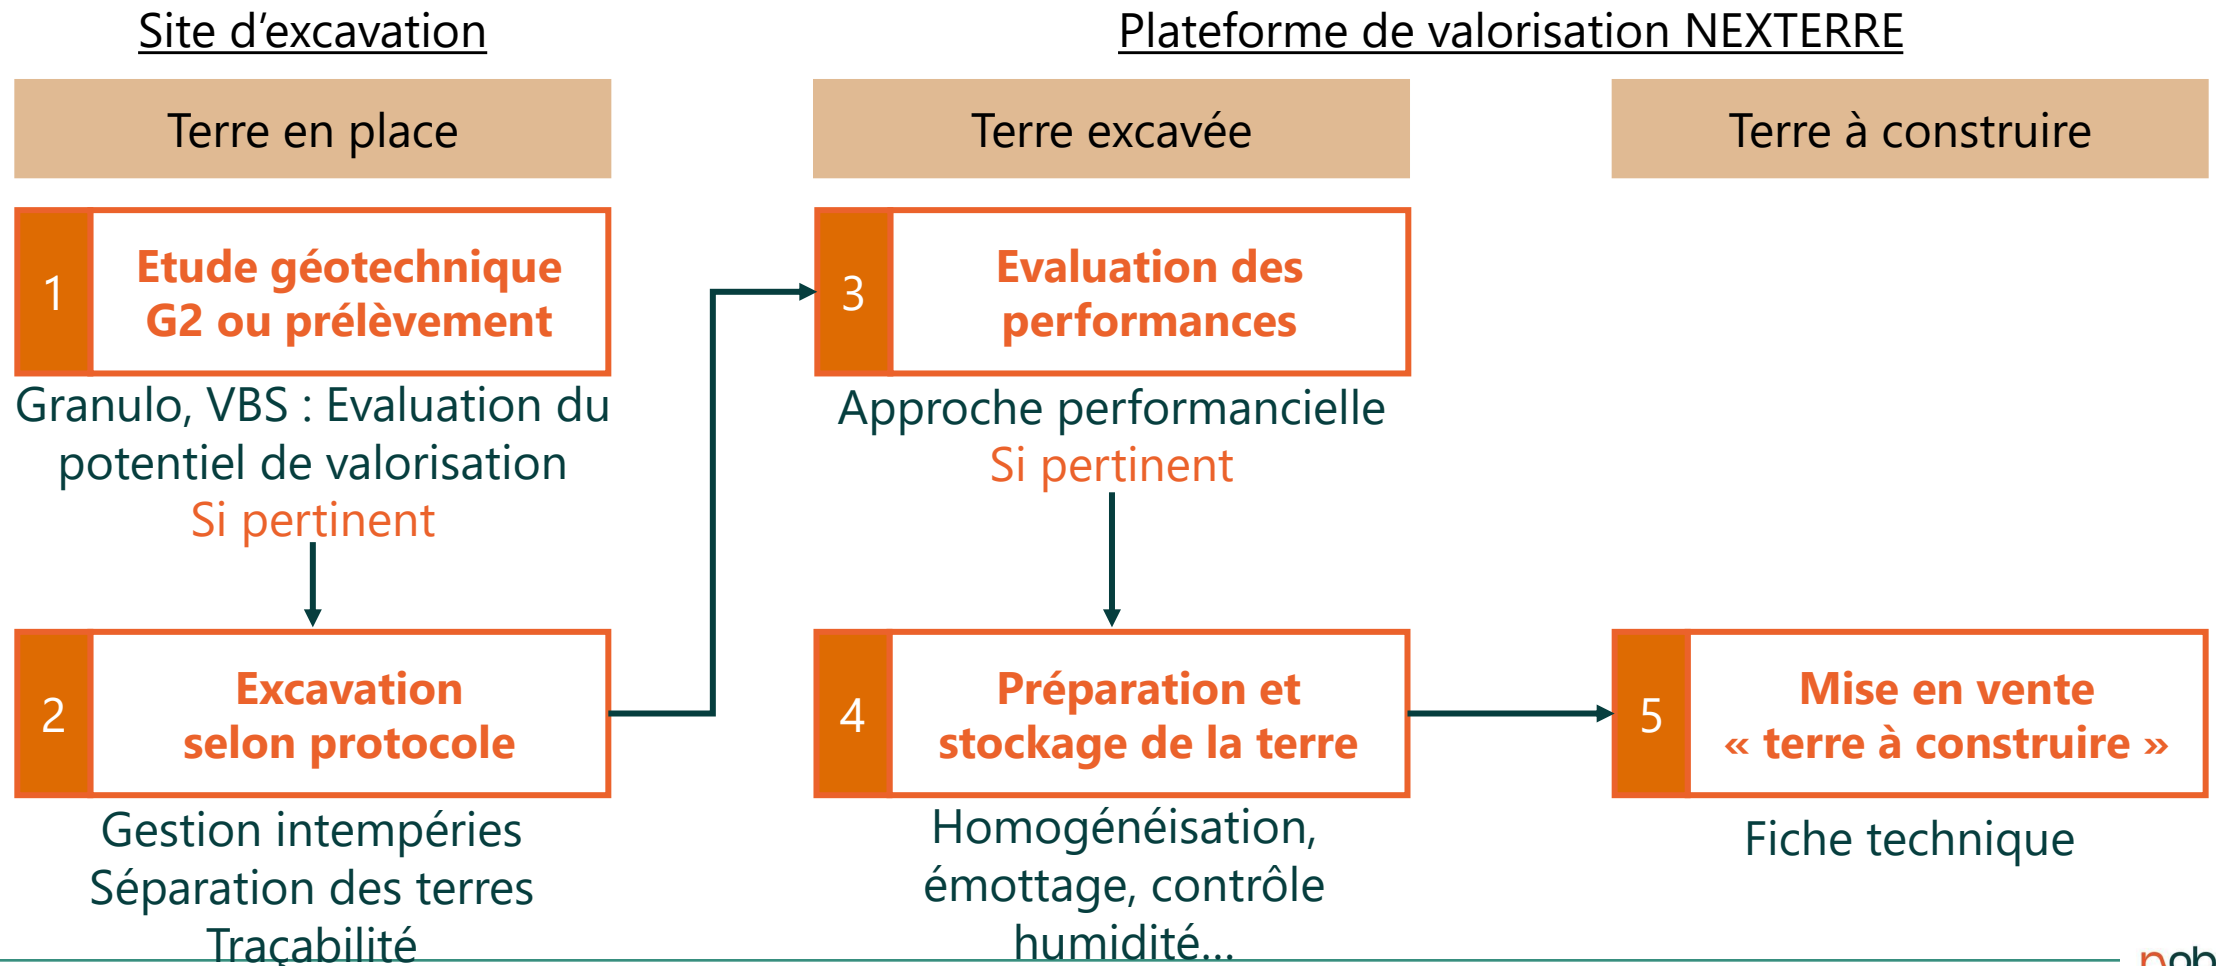 Site d’excavation
Plateforme de valorisation NEXTERRE
Terre en place
Terre excavée
Terre à construire
1
Etude géotechnique
G2 ou prélèvement
Granulo, VBS : Evaluation du
potentiel de valorisation
Si pertinent
2
Excavation
selon protocole
Gestion intempéries
Séparation des terres
Traçabilité
3
Evaluation des
performances
Approche performancielle
Si pertinent
4
Préparation et
stockage de la terre
Homogénéisation,
émottage, contrôle
humidité...
5
Mise en vente
« terre à construire »
Fiche technique